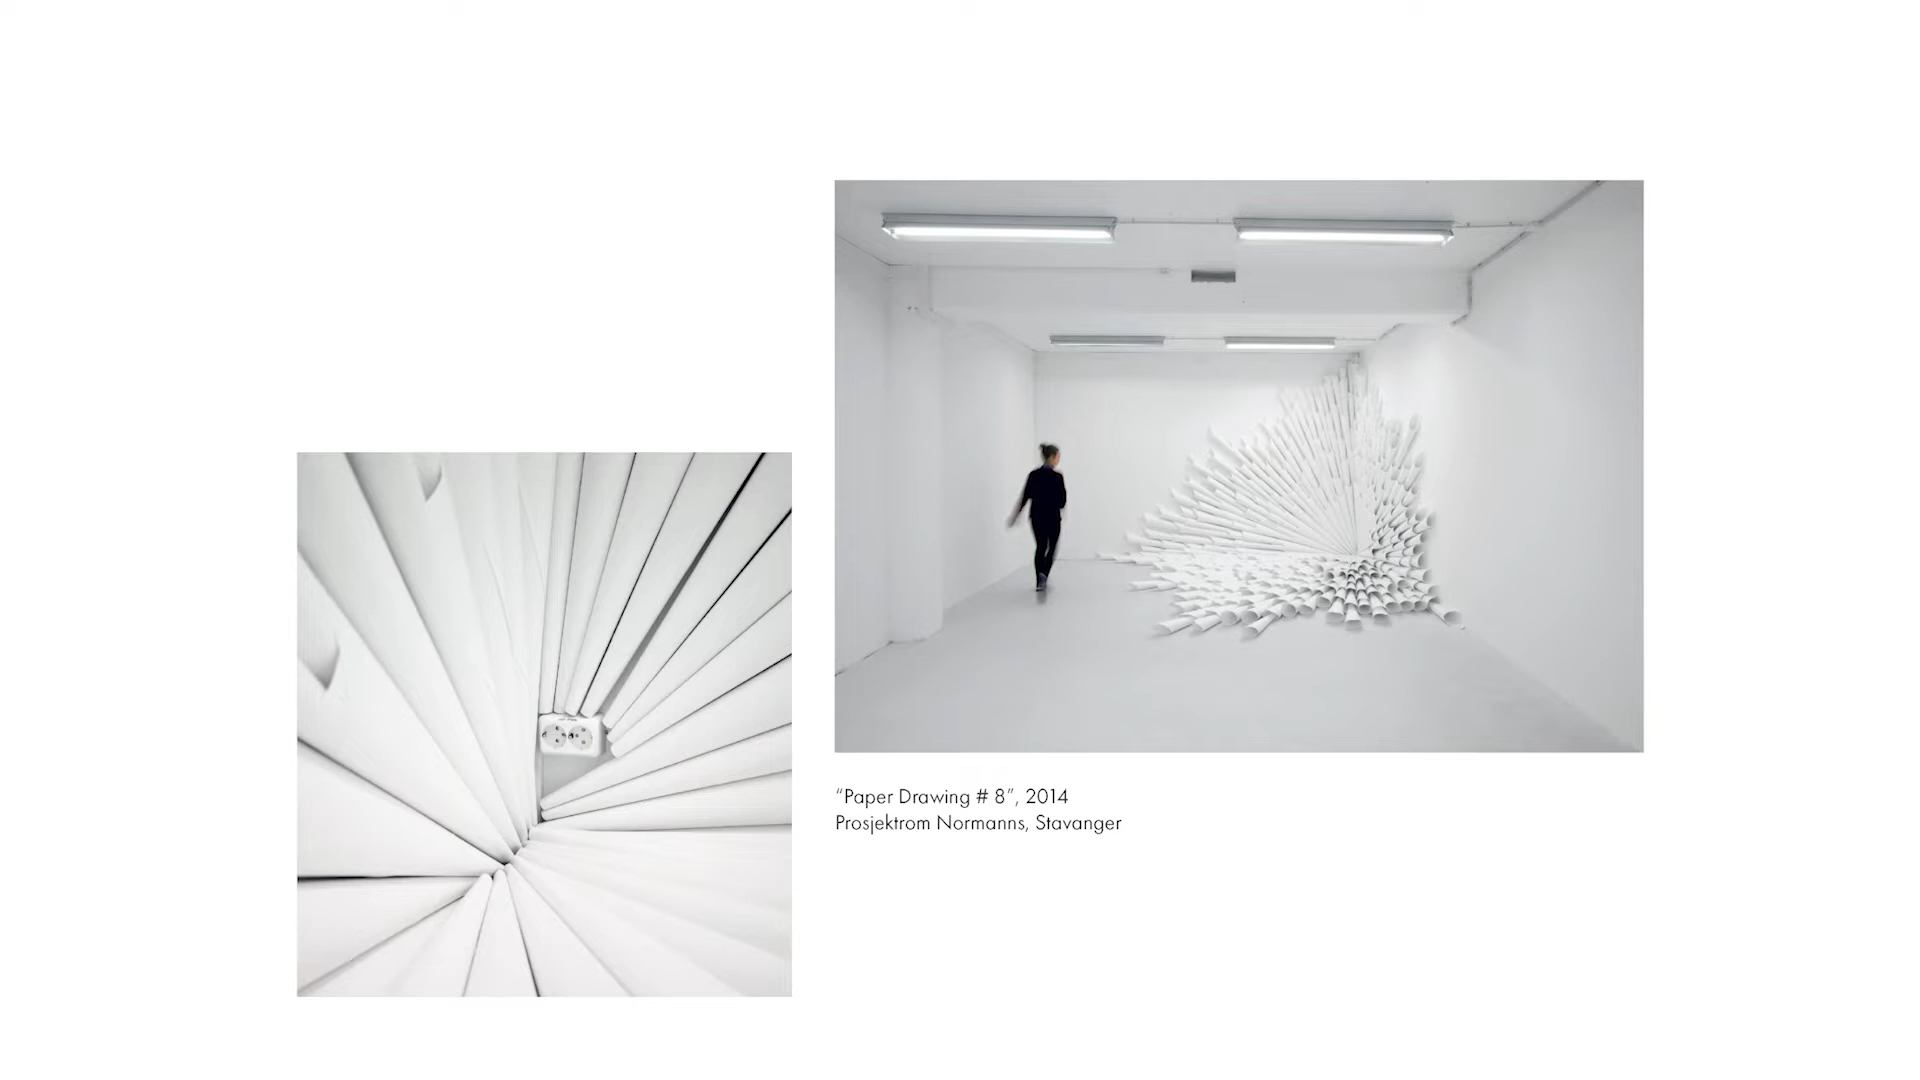 “Paper Drawing # 8”, 2014
Prosjektrom Normanns, Stavanger